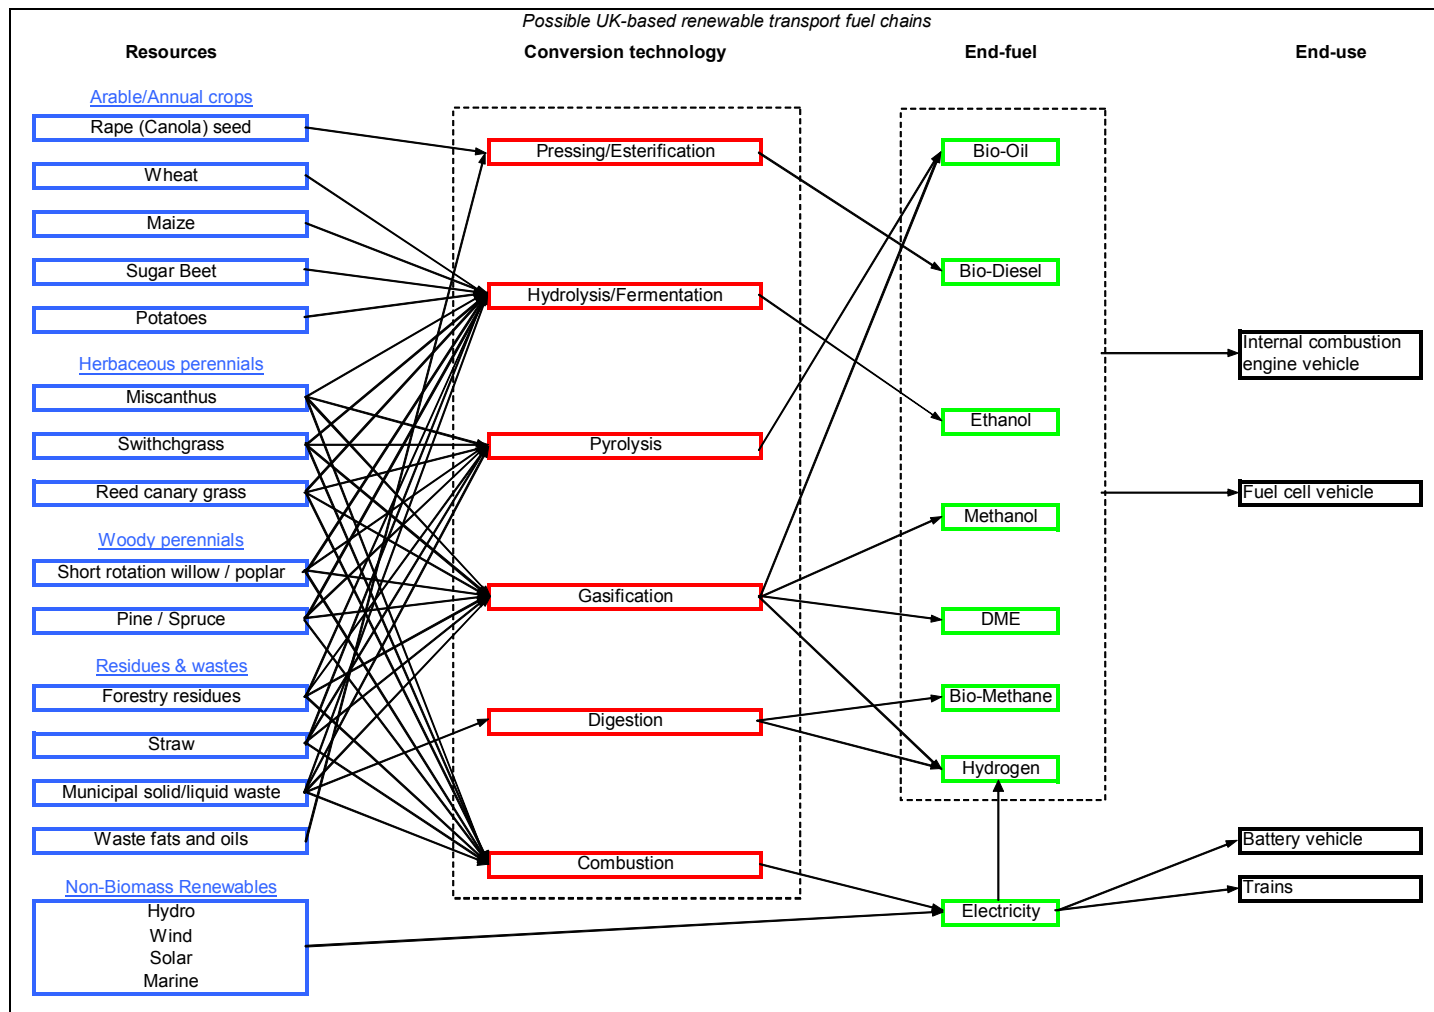 Possible UK-based renewable transport fuel chains
Resources
Conversion technology
End-fuel
End-use
Arable/Annual crops
Rape (Canola) seed
Wheat
Maize
Sugar Beet
Potatoes
Herbaceous perennials
Miscanthus
Swithchgrass
Reed canary grass
Woody perennials
Short rotation willow / poplar
Pine / Spruce
Residues & wastes
Forestry residues
Straw
Municipal solid/liquid waste
Waste fats and oils
Non-Biomass Renewables
Hydro
Wind
Solar
Marine
Pressing/Esterification
Hydrolysis/Fermentation
Pyrolysis
Gasification
Digestion
Combustion
Bio-Oil
Bio-Diesel
Ethanol
Methanol
DME
Bio-Methane
Hydrogen
Electricity
Internal combustion
engine vehicle
Fuel cell vehicle
Battery vehicle
Trains